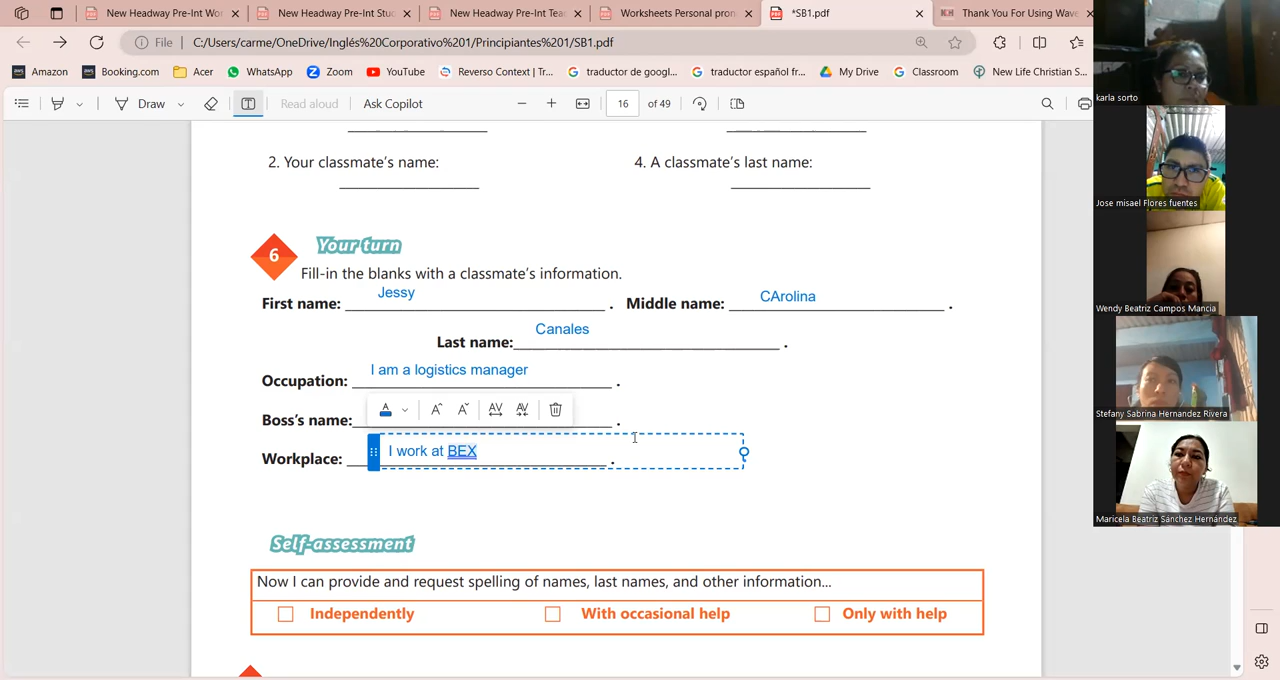 New Headway Pre-Int Wor
New Headway Pre-Int Stu
New Headway Pre-Int Tea
Worksheets Personal pron
*SB1.pdf
Thank You For Using Wave
File
C:/Users/carme/OneDrive/Inglés%20Corporativo%201/Principiantes%201/SB1.pdf
Amazon
Booking.com
Acer
WhatsApp
Zoom
YouTube
Reverso Context | Tr...
traductor de googl...
traductor español fr...
My Drive
Classroom
New Life Christian S...
Draw
Read aloud
Ask Copilot
16 of 49
2. Your classmate's name:
4. A classmate's last name:
6 Your turn
Fill-in the blanks with a classmate's information.
First name: Jessy . Middle name: CArolina .
Last name: Canales .
Occupation: I am a logistics manager .
Boss's name: .
Workplace: I work at BEX .
Self-assessment
Now I can provide and request spelling of names, last names, and other information...
Independently
With occasional help
Only with help
karla sorto
Jose misael Flores fuentes
Wendy Beatriz Campos Mancia
Stefany Sabrina Hernandez Rivera
Maricela Beatriz Sánchez Hernández